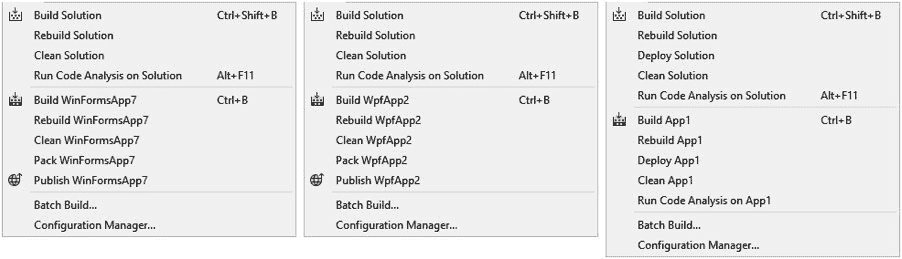 Build Solution Ctrl+Shift+B
Rebuild Solution
Clean Solution
Run Code Analysis on Solution Alt+F11
Build WinFormsApp7 Ctrl+B
Rebuild WinFormsApp7
Clean WinFormsApp7
Pack WinFormsApp7
Publish WinFormsApp7
Batch Build...
Configuration Manager...
Build Solution Ctrl+Shift+B
Rebuild Solution
Clean Solution
Run Code Analysis on Solution Alt+F11
Build WpfApp2 Ctrl+B
Rebuild WpfApp2
Clean WpfApp2
Pack WpfApp2
Publish WpfApp2
Batch Build...
Configuration Manager...
Build Solution Ctrl+Shift+B
Rebuild Solution
Deploy Solution
Clean Solution
Run Code Analysis on Solution Alt+F11
Build App1 Ctrl+B
Rebuild App1
Deploy App1
Clean App1
Run Code Analysis on App1
Batch Build...
Configuration Manager...